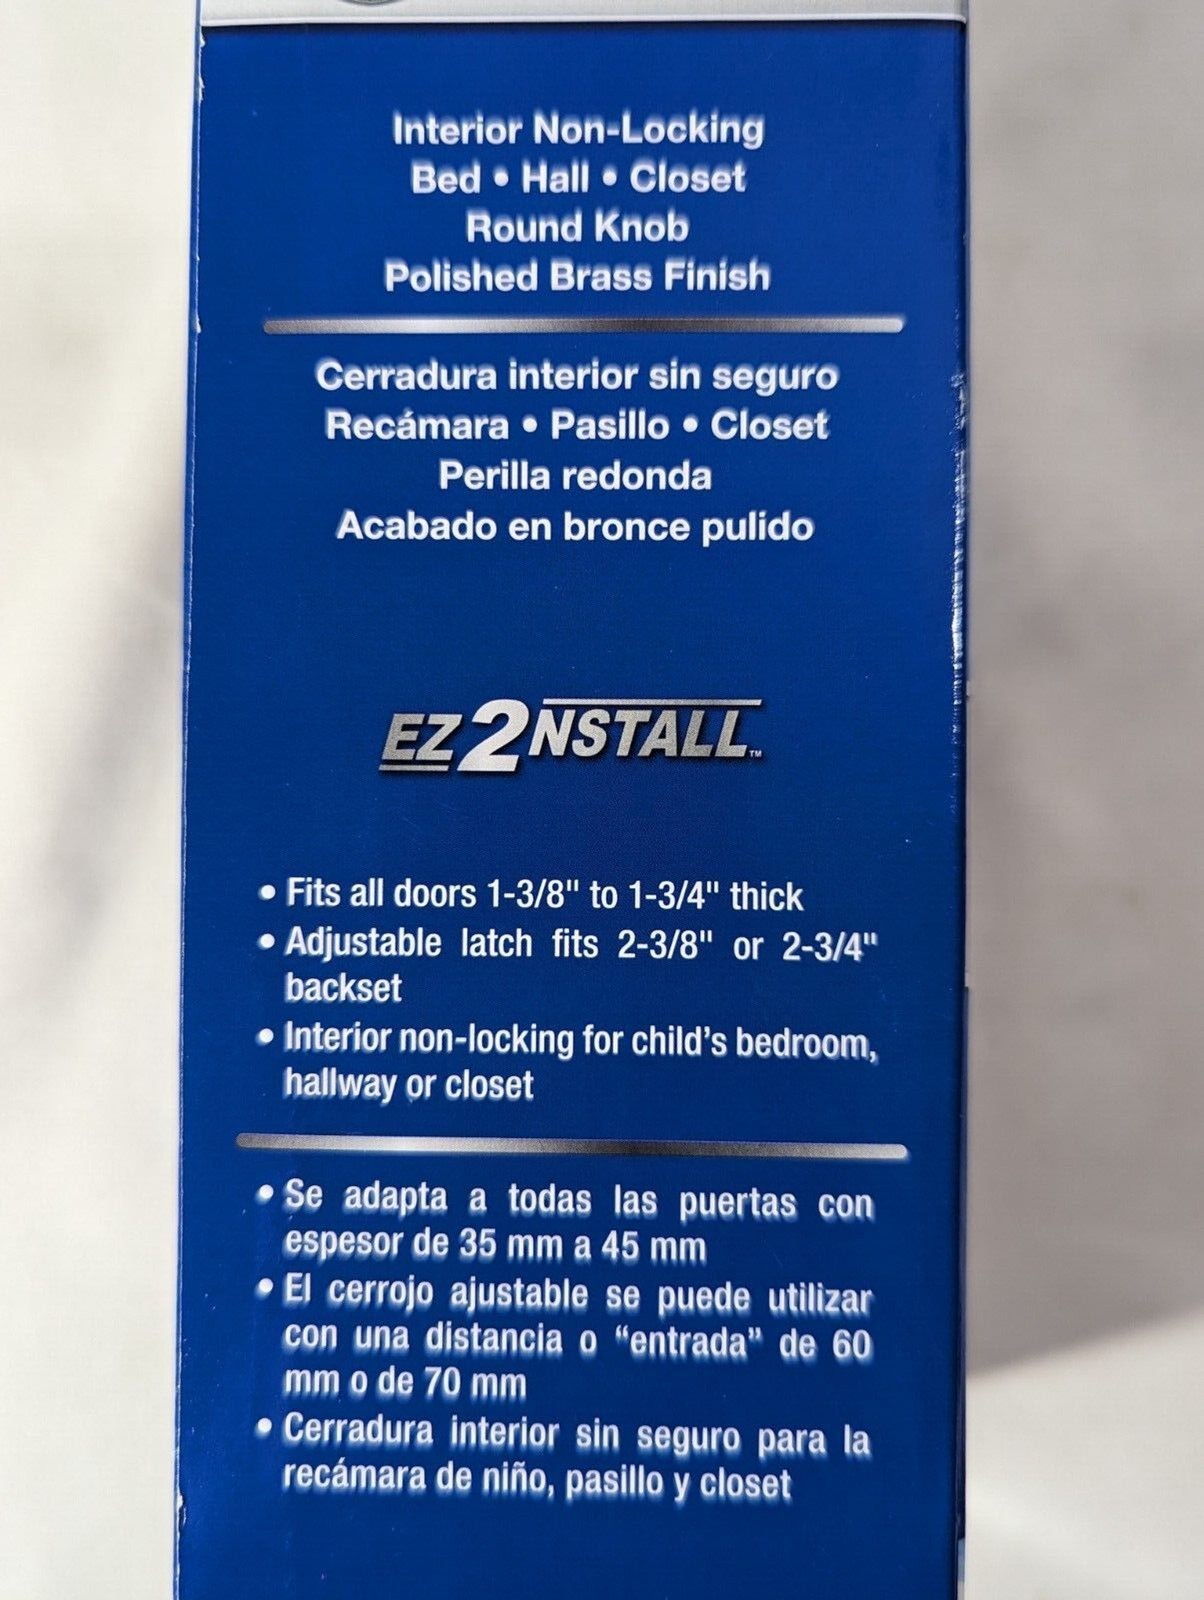 Interior Non-Locking
Bed • Hall • Closet
Round Knob
Polished Brass Finish
Cerradura interior sin seguro
Recámara • Pasillo • Closet
Perilla redonda
Acabado en bronce pulido
EZ2NSTALL™
• Fits all doors 1-3/8" to 1-3/4" thick
• Adjustable latch fits 2-3/8" or 2-3/4"
backset
• Interior non-locking for child's bedroom,
hallway or closet
• Se adapta a todas las puertas con
espesor de 35 mm a 45 mm
• El cerrojo ajustable se puede utilizar
con una distancia o “entrada” de 60
mm o de 70 mm
• Cerradura interior sin seguro para la
recámara de niño, pasillo y closet